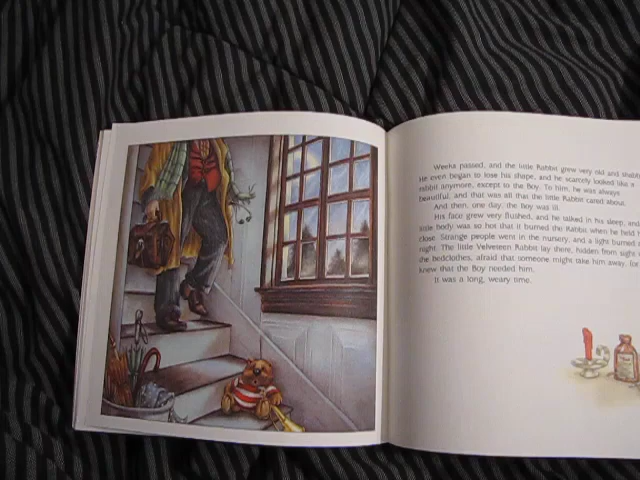 Weeks passed, and the little Rabbit grew very old and shabb
He even began to lose his shape, and he scarcely looked like a
rabbit anymore, except to the Boy. To him, he was always
beautiful, and that was all that the little Rabbit cared about.
And then, one day, the boy was ill.
His face grew very flushed, and he talked in his sleep, and
little body was so hot that it burned the Rabbit when he held h
close. Strange people went in the nursery, and a light burned
night. The little Velveteen Rabbit lay there, hidden from sight
the bedclothes, afraid that someone might take him away, for
knew that the Boy needed him.
It was a long, weary time.